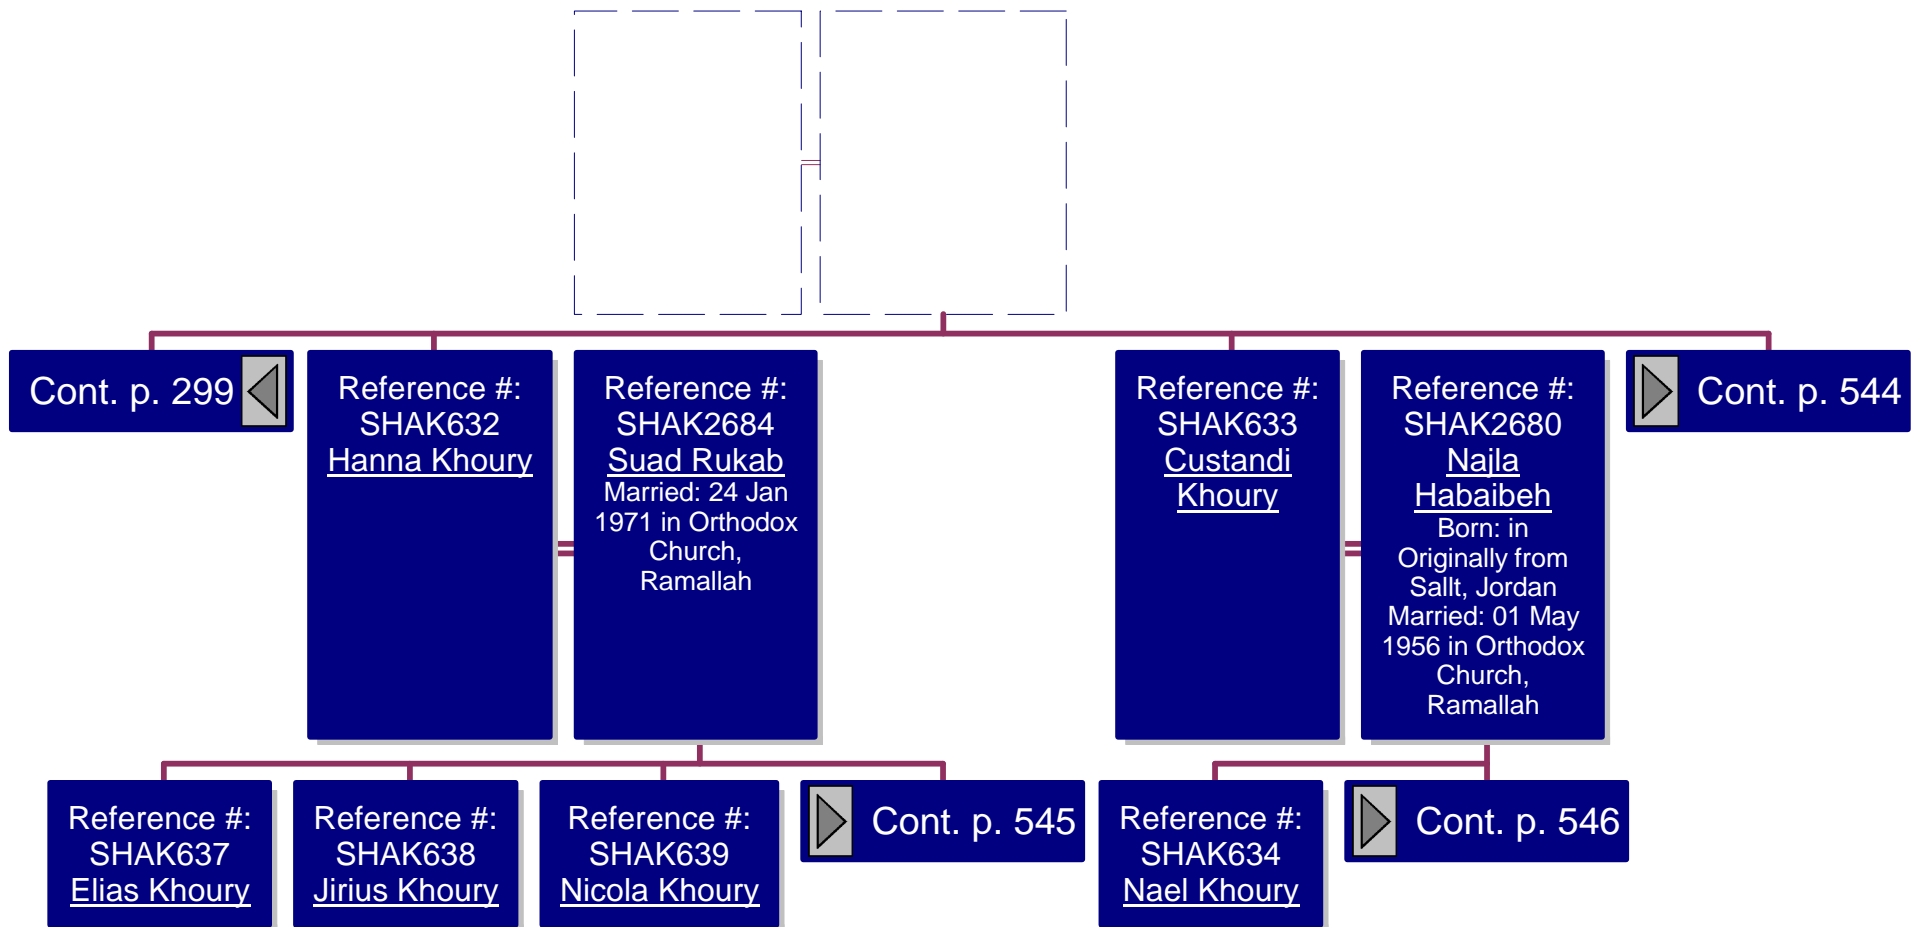 Cont. p. 299
Reference #:
SHAK632
Hanna Khoury
Reference #:
SHAK2684
Suad Rukab
Married: 24 Jan
1971 in Orthodox
Church,
Ramallah
Reference #:
SHAK633
Custandi
Khoury
Reference #:
SHAK2680
Najla
Habaibeh
Born: in
Originally from
Sallt, Jordan
Married: 01 May
1956 in Orthodox
Church,
Ramallah
Cont. p. 544
Reference #:
SHAK637
Elias Khoury
Reference #:
SHAK638
Jirius Khoury
Reference #:
SHAK639
Nicola Khoury
Cont. p. 545
Reference #:
SHAK634
Nael Khoury
Cont. p. 546